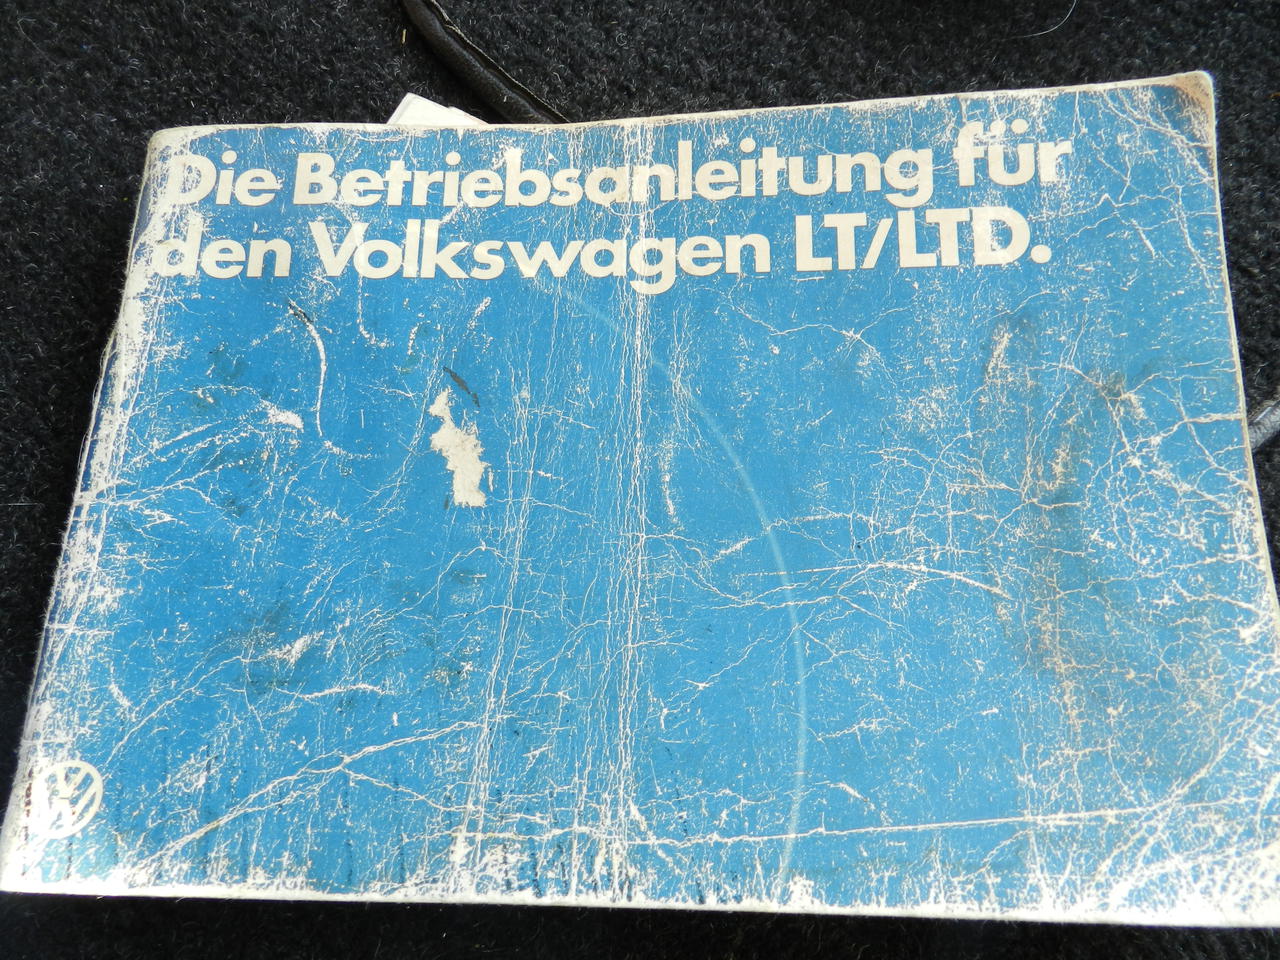 Die Betriebsanleitung für
den Volkswagen LT/LTD.